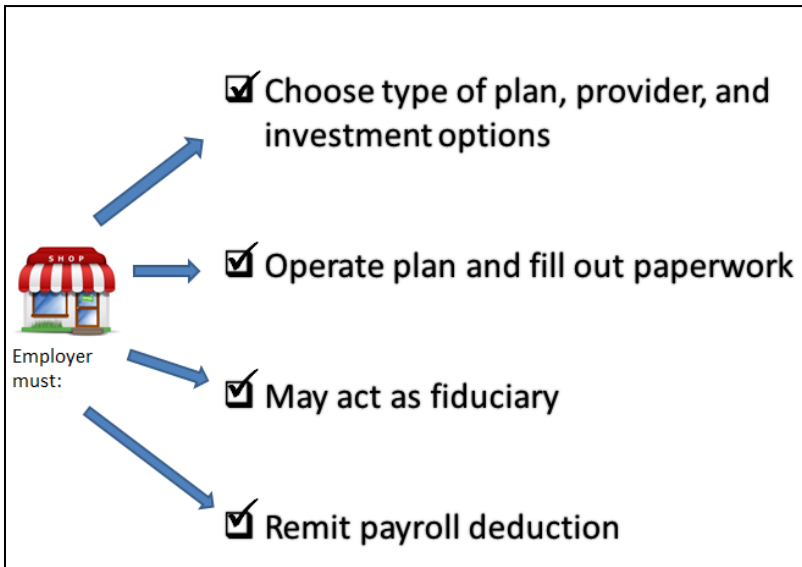 Choose type of plan, provider, and
investment options
SHOP
Operate plan and fill out paperwork
Employer
must:
May act as fiduciary
Remit payroll deduction